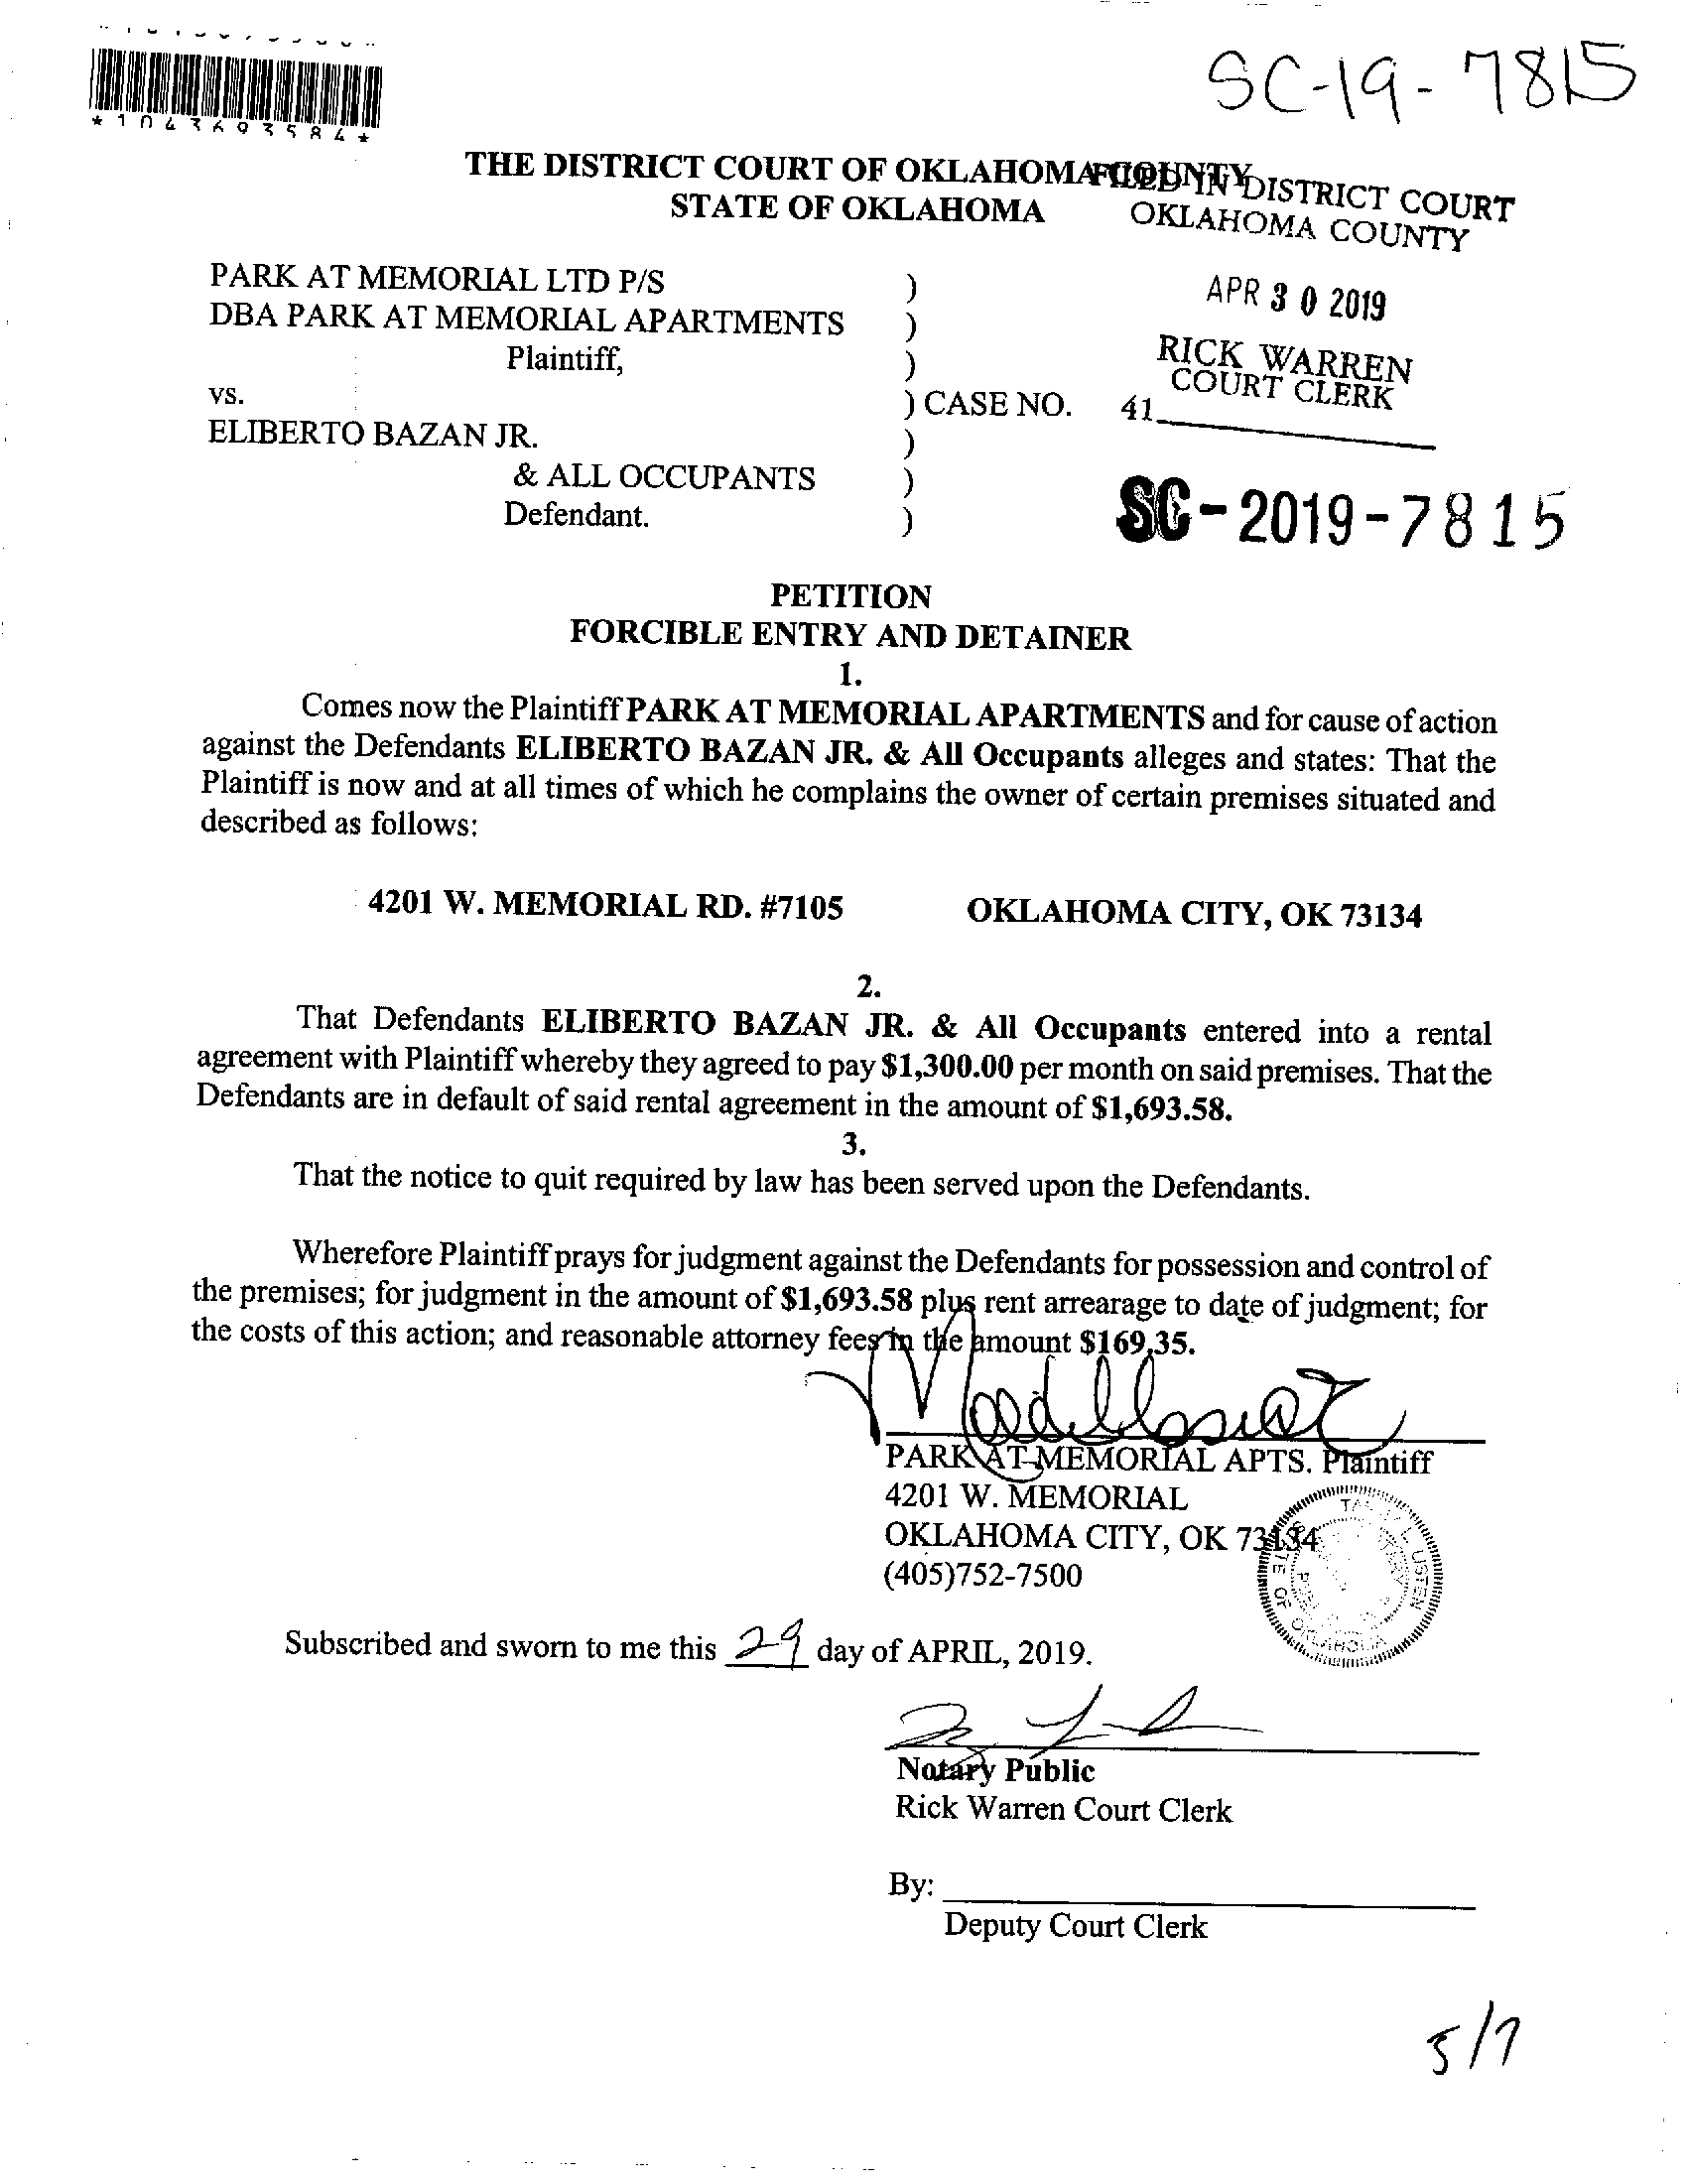 SC-19-7815
*1043693584*
THE DISTRICT COURT OF OKLAHOMA COUNTY
STATE OF OKLAHOMA
FILED IN DISTRICT COURT
OKLAHOMA COUNTY
APR 30 2019
RICK WARREN
COURT CLERK
41
PARK AT MEMORIAL LTD P/S )
DBA PARK AT MEMORIAL APARTMENTS )
Plaintiff, )
vs. ) CASE NO.
ELIBERTO BAZAN JR. )
& ALL OCCUPANTS )
Defendant. )
SC-2019-7815
PETITION
FORCIBLE ENTRY AND DETAINER
1.
Comes now the Plaintiff PARK AT MEMORIAL APARTMENTS and for cause of action
against the Defendants ELIBERTO BAZAN JR. & All Occupants alleges and states: That the
Plaintiff is now and at all times of which he complains the owner of certain premises situated and
described as follows:
4201 W. MEMORIAL RD. #7105 OKLAHOMA CITY, OK 73134
2.
That Defendants ELIBERTO BAZAN JR. & All Occupants entered into a rental
agreement with Plaintiff whereby they agreed to pay $1,300.00 per month on said premises. That the
Defendants are in default of said rental agreement in the amount of $1,693.58.
3.
That the notice to quit required by law has been served upon the Defendants.
Wherefore Plaintiff prays for judgment against the Defendants for possession and control of
the premises; for judgment in the amount of $1,693.58 plus rent arrearage to date of judgment; for
the costs of this action; and reasonable attorney fees in the amount $169.35.
PARK AT MEMORIAL APTS. Plaintiff
4201 W. MEMORIAL
OKLAHOMA CITY, OK 73134
(405)752-7500
Subscribed and sworn to me this 29 day of APRIL, 2019.
Notary Public
Rick Warren Court Clerk
By:
Deputy Court Clerk
5/7